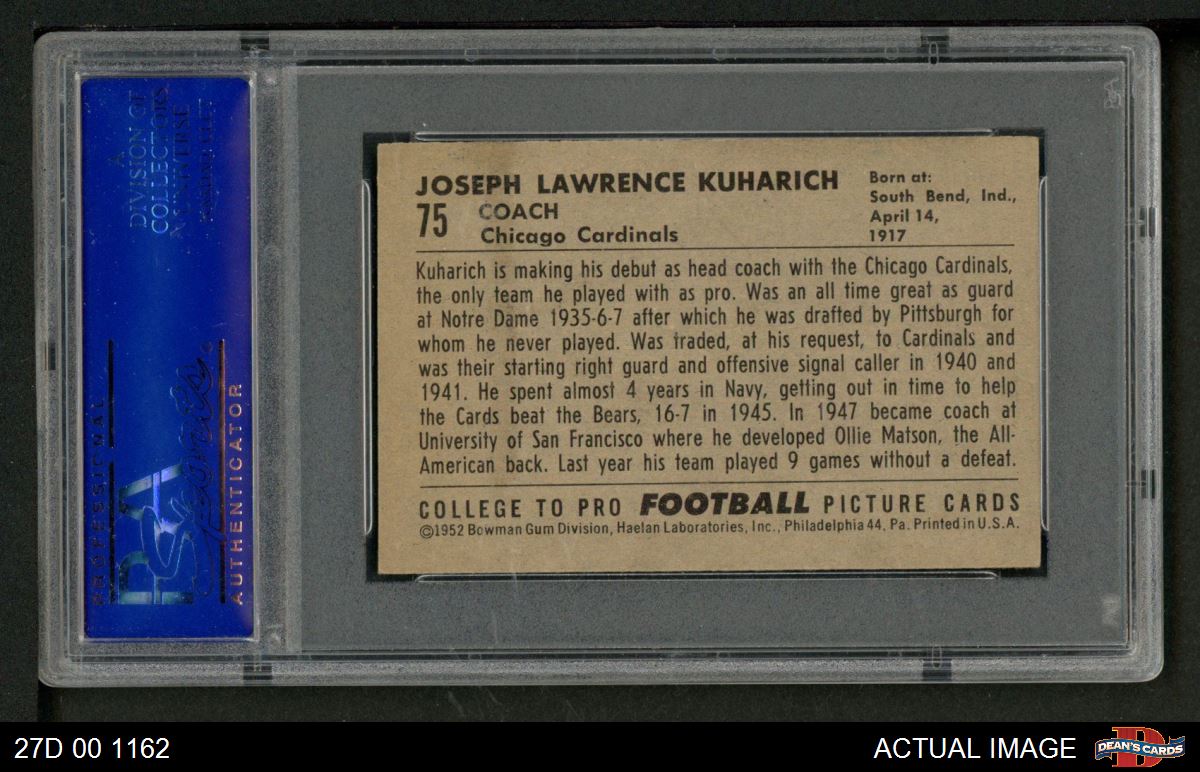 A
DIVISION OF
COLLECTORS
UNIVERSE
PROFESSIONAL
PSA
AUTHENTICATOR
JOSEPH LAWRENCE KUHARICH
75 COACH
Chicago Cardinals
Born at:
South Bend, Ind.,
April 14,
1917
Kuharich is making his debut as head coach with the Chicago Cardinals,
the only team he played with as pro. Was an all time great as guard
at Notre Dame 1935-6-7 after which he was drafted by Pittsburgh for
whom he never played. Was traded, at his request, to Cardinals and
was their starting right guard and offensive signal caller in 1940 and
1941. He spent almost 4 years in Navy, getting out in time to help
the Cards beat the Bears, 16-7 in 1945. In 1947 became coach at
University of San Francisco where he developed Ollie Matson, the All-
American back. Last year his team played 9 games without a defeat.
COLLEGE TO PRO FOOTBALL PICTURE CARDS
©1952 Bowman Gum Division, Haelan Laboratories, Inc., Philadelphia 44, Pa. Printed in U.S.A.
27D 00 1162
ACTUAL IMAGE
D
DEAN'S CARDS